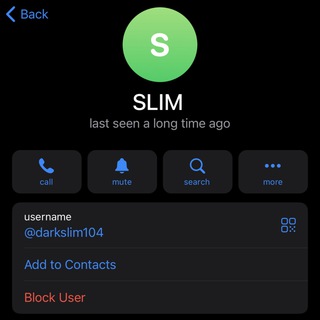 Back
S
SLIM
last seen a long time ago
call mute search more
username
@darkslim104
Add to Contacts
Block User